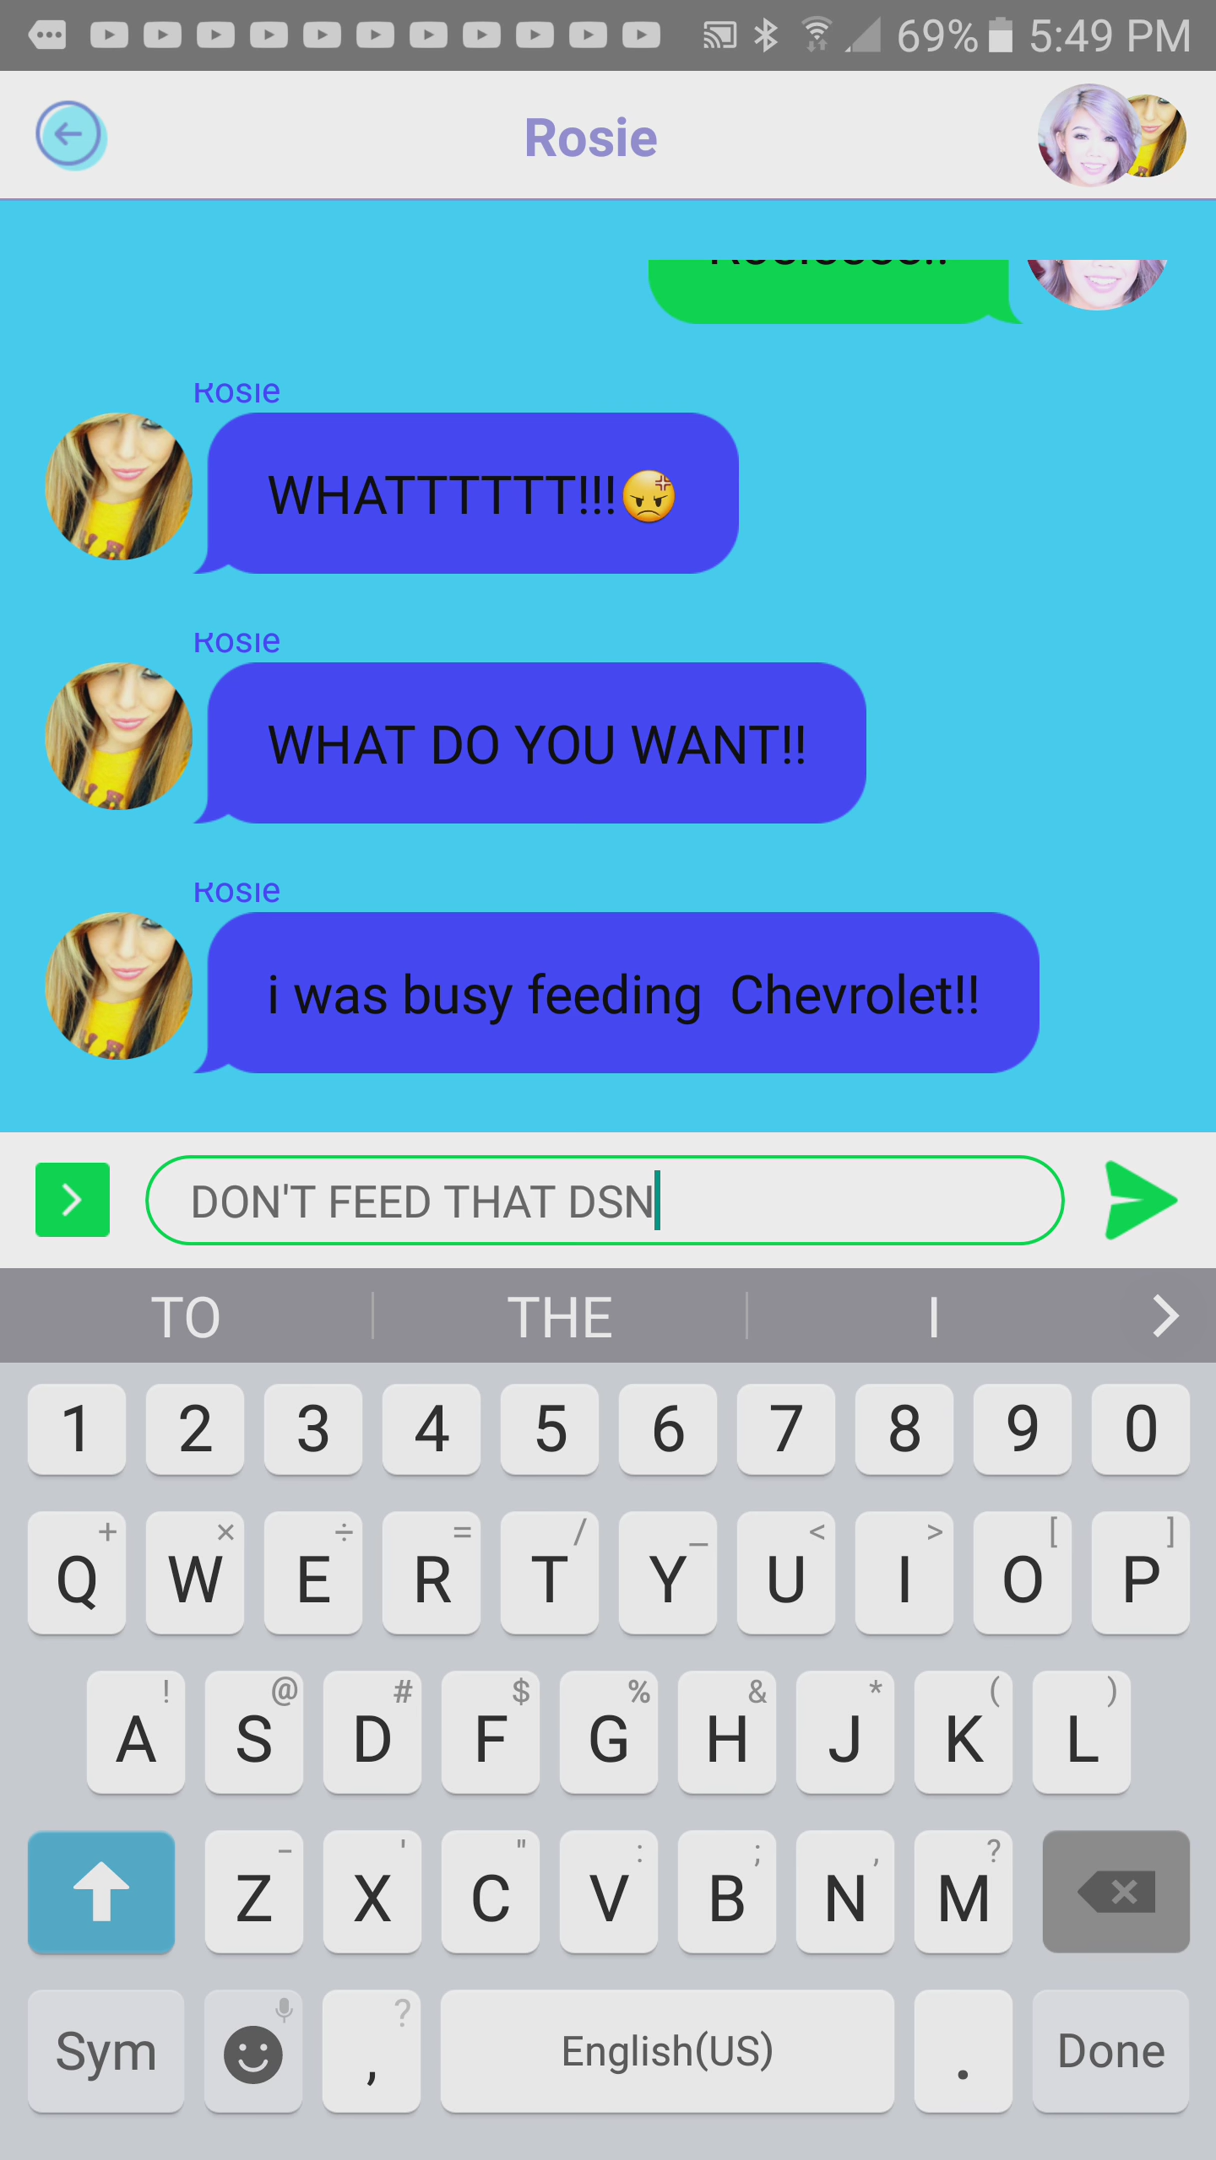 69% 5:49 PM
Rosie
Rosie
WHATTTTTT!!!😡
Rosie
WHAT DO YOU WANT!!
Rosie
i was busy feeding  Chevrolet!!
DON'T FEED THAT DSN
TO THE I
1 2 3 4 5 6 7 8 9 0
+ × ÷ = / _ < > [ ]
Q W E R T Y U I O P
! @ # $ % & * ( )
A S D F G H J K L
- ' " : ; , ?
Z X C V B N M
?
Sym , English(US) . Done